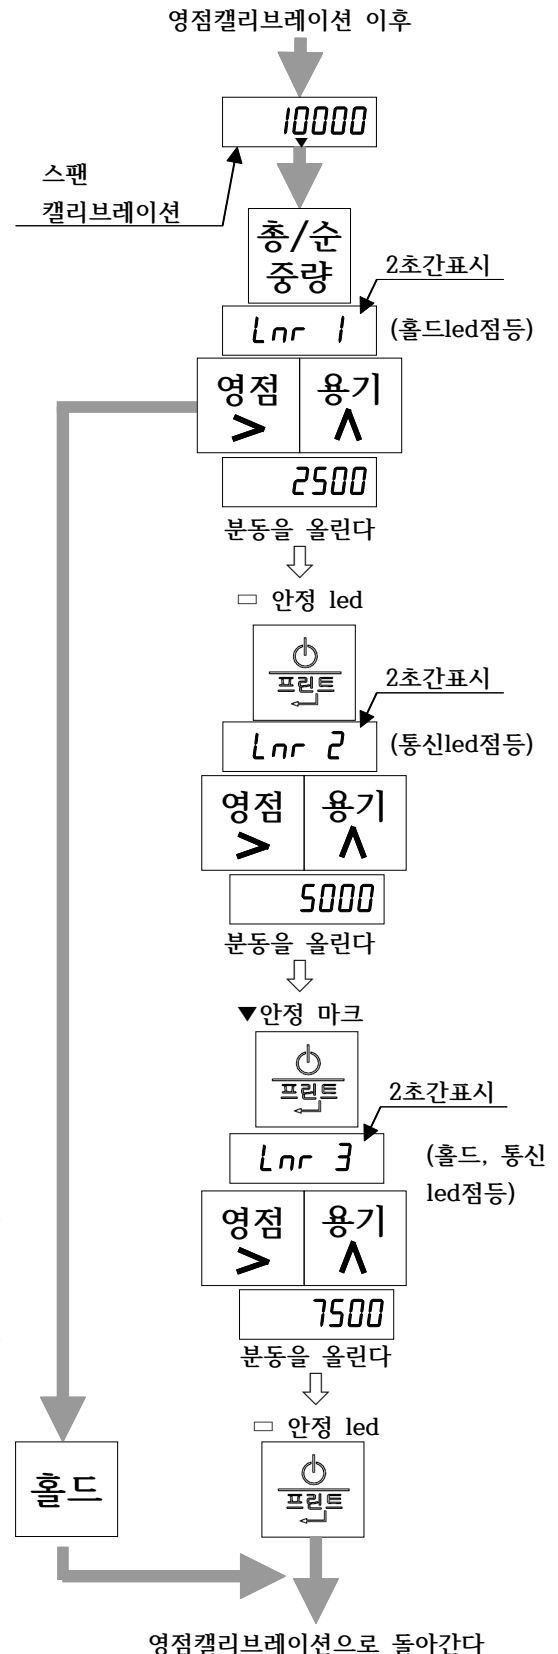 영점캘리브레이션 이후
10000
스팬
캘리브레이션
총/순
중량
2초간표시
Lnr 1
(홀드led점등)
영점 용기
> ∧
2500
분동을 올린다
안정 led
프린트
2초간표시
Lnr 2
(통신led점등)
영점 용기
> ∧
5000
분동을 올린다
▼안정 마크
프린트
2초간표시
Lnr 3
(홀드, 통신
led점등)
영점 용기
> ∧
7500
분동을 올린다
안정 led
홀드
프린트
영점캘리브레이션으로 돌아간다